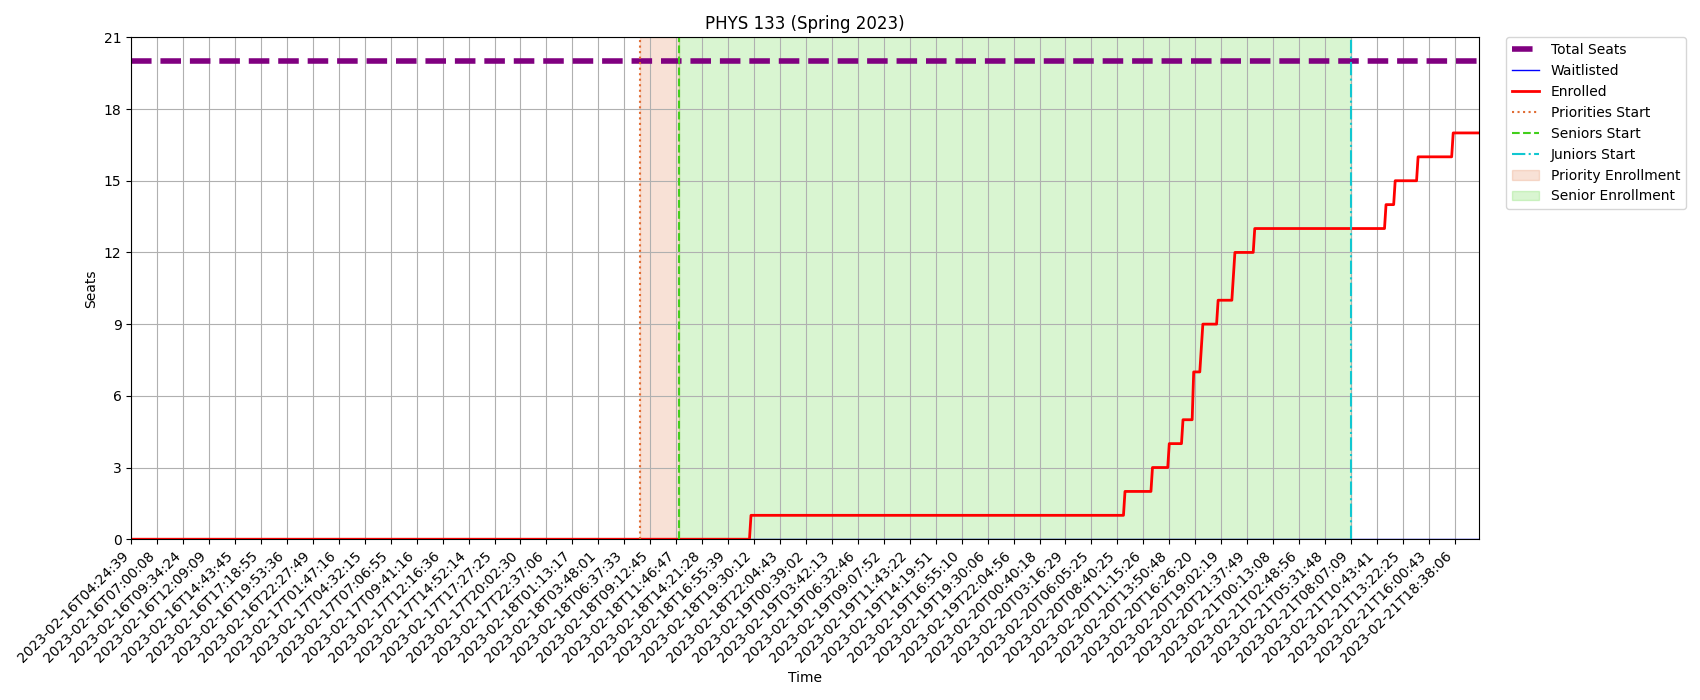 PHYS 133 (Spring 2023)
21
18
15
12
9
6
3
0
Seats
2023-02-16T04:24:39
2023-02-16T07:00:08
2023-02-16T09:34:24
2023-02-16T12:09:09
2023-02-16T14:43:45
2023-02-16T17:18:55
2023-02-16T19:53:36
2023-02-16T22:27:49
2023-02-17T01:47:16
2023-02-17T04:32:15
2023-02-17T07:06:55
2023-02-17T09:41:16
2023-02-17T12:16:36
2023-02-17T14:52:14
2023-02-17T17:27:25
2023-02-17T20:02:30
2023-02-17T22:37:06
2023-02-18T01:13:17
2023-02-18T03:48:01
2023-02-18T06:37:33
2023-02-18T09:12:45
2023-02-18T11:46:47
2023-02-18T14:21:28
2023-02-18T16:55:39
2023-02-18T19:30:12
2023-02-18T22:04:43
2023-02-19T00:39:02
2023-02-19T03:42:13
2023-02-19T06:32:46
2023-02-19T09:07:52
2023-02-19T11:43:22
2023-02-19T14:19:51
2023-02-19T16:55:10
2023-02-19T19:30:06
2023-02-19T22:04:56
2023-02-20T00:40:18
2023-02-20T03:16:29
2023-02-20T06:05:25
2023-02-20T08:40:25
2023-02-20T11:15:26
2023-02-20T13:50:48
2023-02-20T16:26:20
2023-02-20T19:02:19
2023-02-20T21:37:49
2023-02-21T00:13:08
2023-02-21T02:48:56
2023-02-21T05:31:48
2023-02-21T08:07:09
2023-02-21T10:43:41
2023-02-21T13:22:25
2023-02-21T16:00:43
2023-02-21T18:38:06
Time
Total Seats
Waitlisted
Enrolled
Priorities Start
Seniors Start
Juniors Start
Priority Enrollment
Senior Enrollment